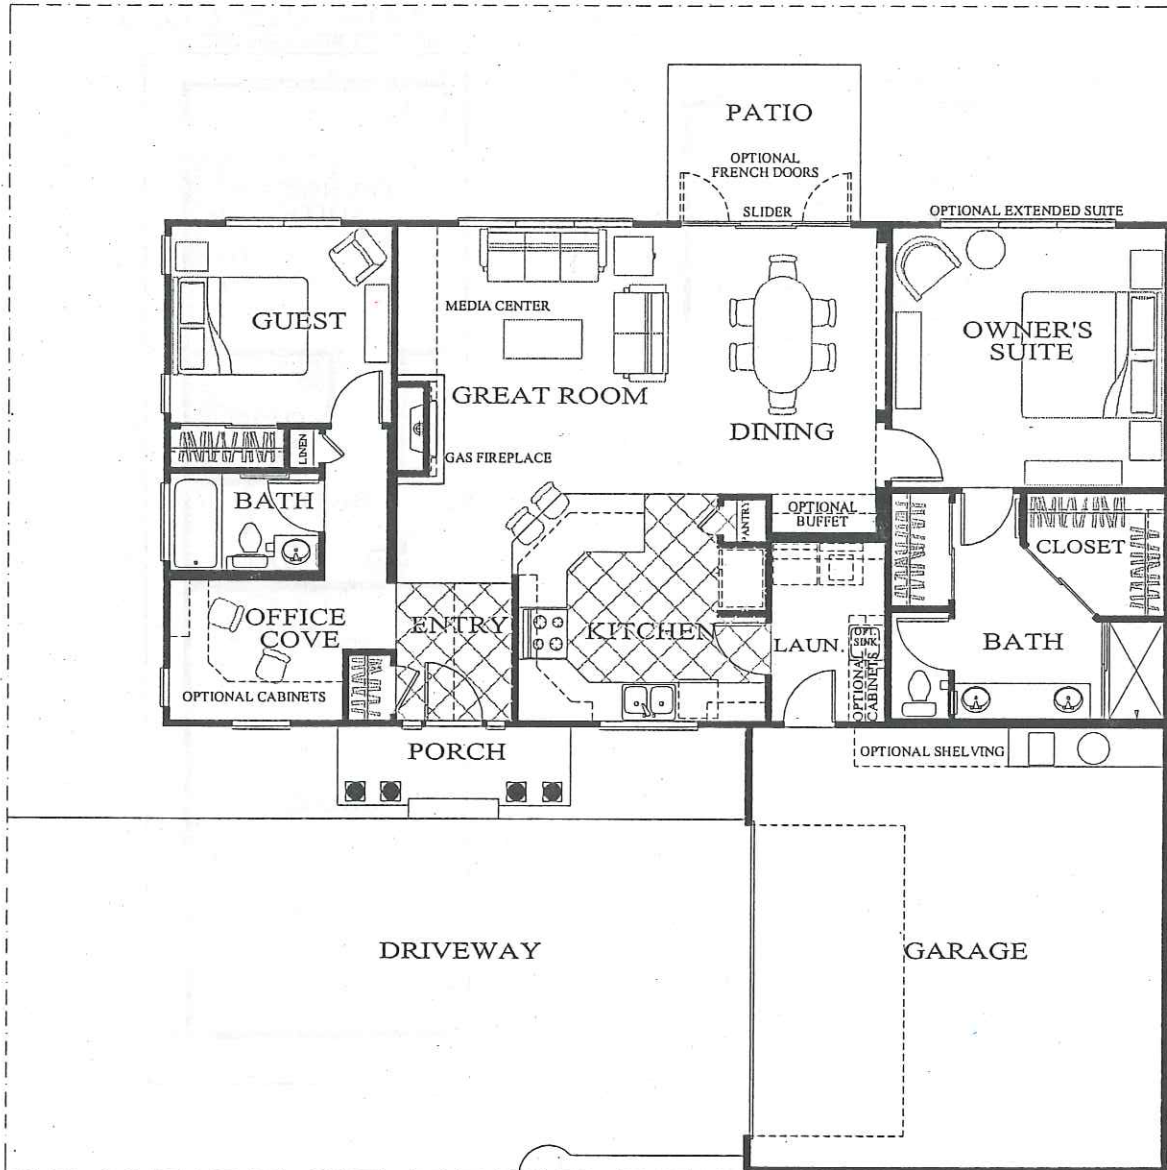 PATIO
OPTIONAL
FRENCH DOORS
SLIDER
OPTIONAL EXTENDED SUITE
MEDIA CENTER
GUEST
OWNER'S
SUITE
GREAT ROOM
DINING
LINEN
GAS FIREPLACE
BATH
OPTIONAL
BUFFET
PANTRY
CLOSET
OFFICE
COVE
ENTRY
KITCHEN
LAUN.
OPT.
SINK
BATH
OPTIONAL
CABINETS
OPTIONAL CABINETS
PORCH
OPTIONAL SHELVING
DRIVEWAY
GARAGE